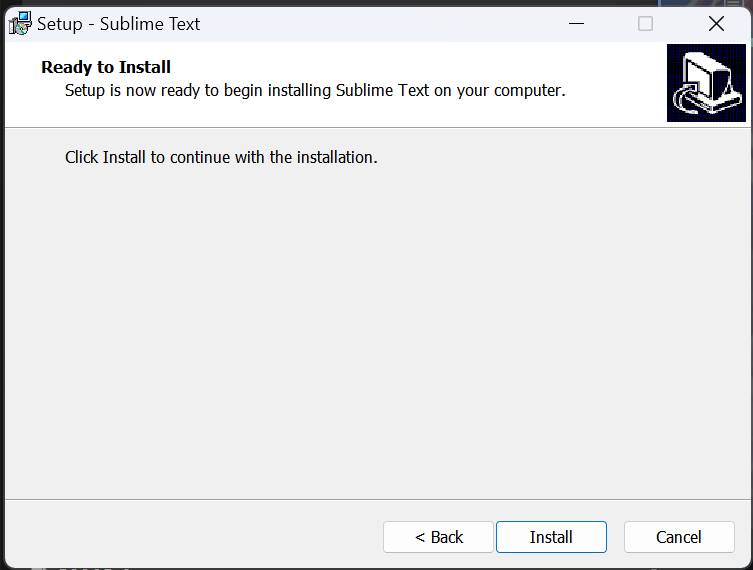 Setup - Sublime Text
Ready to Install
Setup is now ready to begin installing Sublime Text on your computer.
Click Install to continue with the installation.
< Back
Install
Cancel